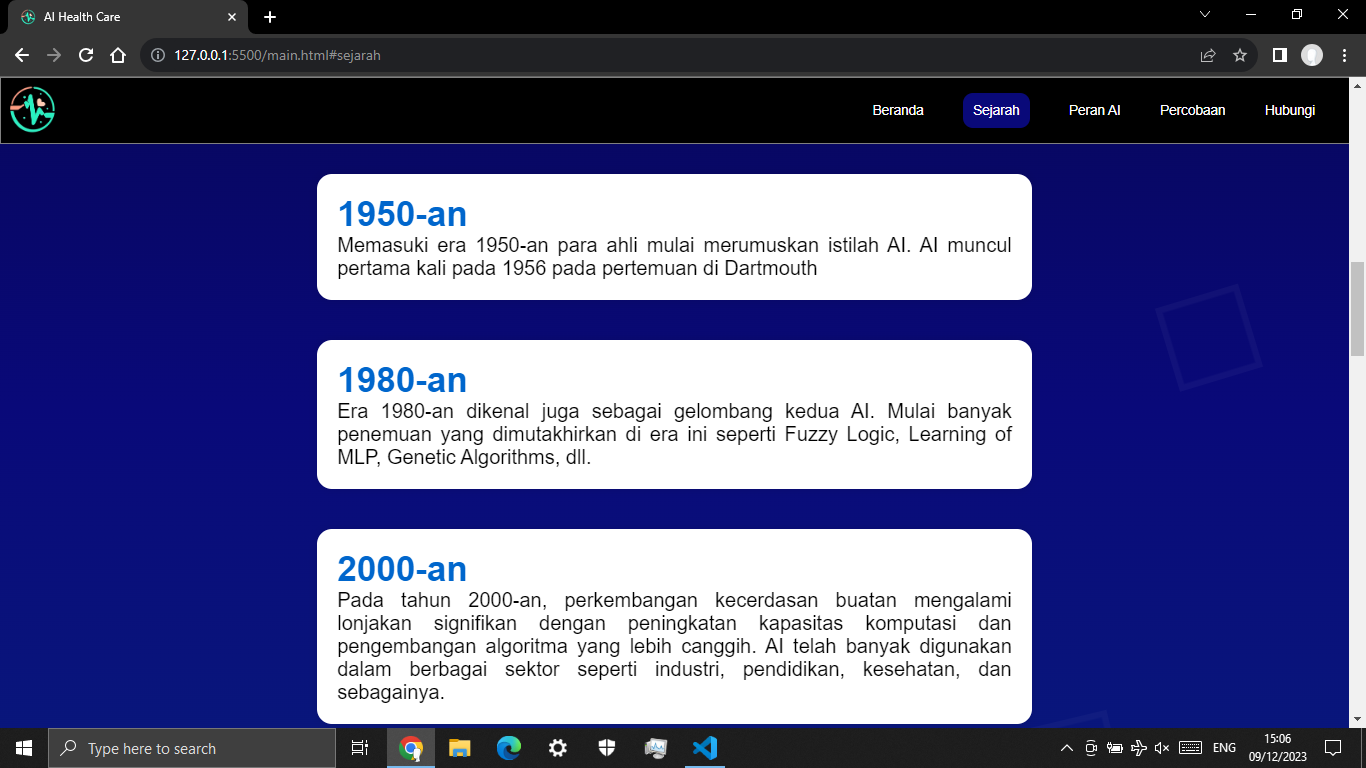 AI Health Care
127.0.0.1:5500/main.html#sejarah
Beranda
Sejarah
Peran AI
Percobaan
Hubungi
1950-an
Memasuki era 1950-an para ahli mulai merumuskan istilah AI. AI muncul
pertama kali pada 1956 pada pertemuan di Dartmouth
1980-an
Era 1980-an dikenal juga sebagai gelombang kedua AI. Mulai banyak
penemuan yang dimutakhirkan di era ini seperti Fuzzy Logic, Learning of
MLP, Genetic Algorithms, dll.
2000-an
Pada tahun 2000-an, perkembangan kecerdasan buatan mengalami
lonjakan signifikan dengan peningkatan kapasitas komputasi dan
pengembangan algoritma yang lebih canggih. AI telah banyak digunakan
dalam berbagai sektor seperti industri, pendidikan, kesehatan, dan
sebagainya.
Type here to search
ENG
15:06
09/12/2023